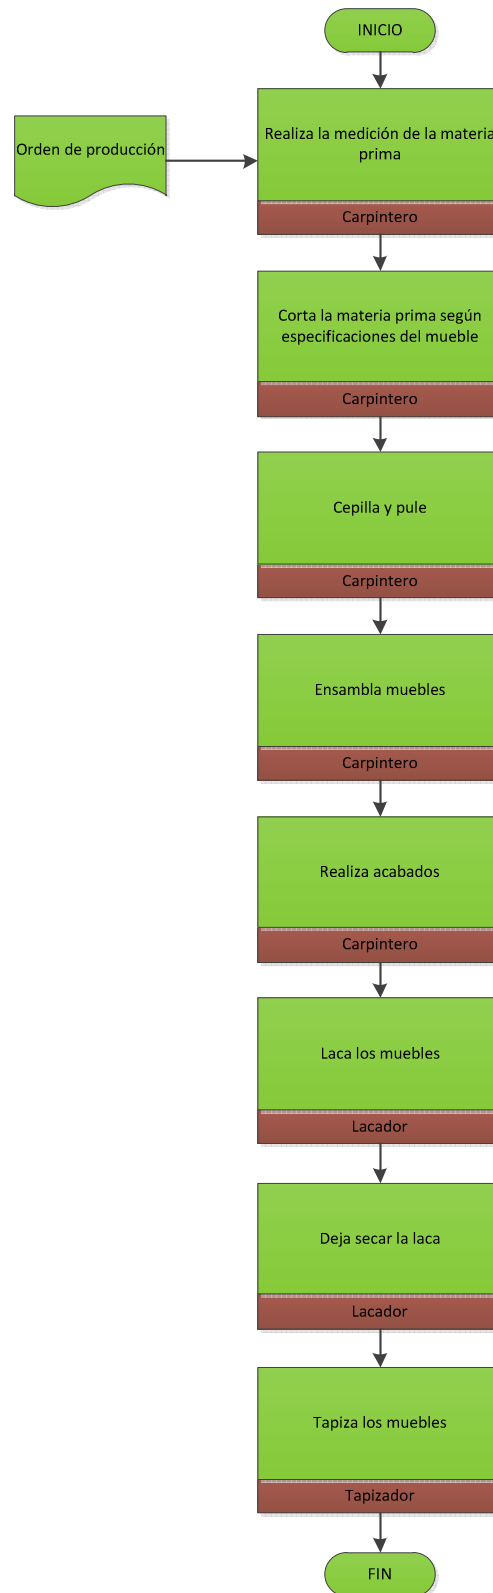 INICIO
Orden de producción
Realiza la medición de la materia
prima
Carpintero
Corta la materia prima según
especificaciones del mueble
Carpintero
Cepilla y pule
Carpintero
Ensambla muebles
Carpintero
Realiza acabados
Carpintero
Laca los muebles
Lacador
Deja secar la laca
Lacador
Tapiza los muebles
Tapizador
FIN